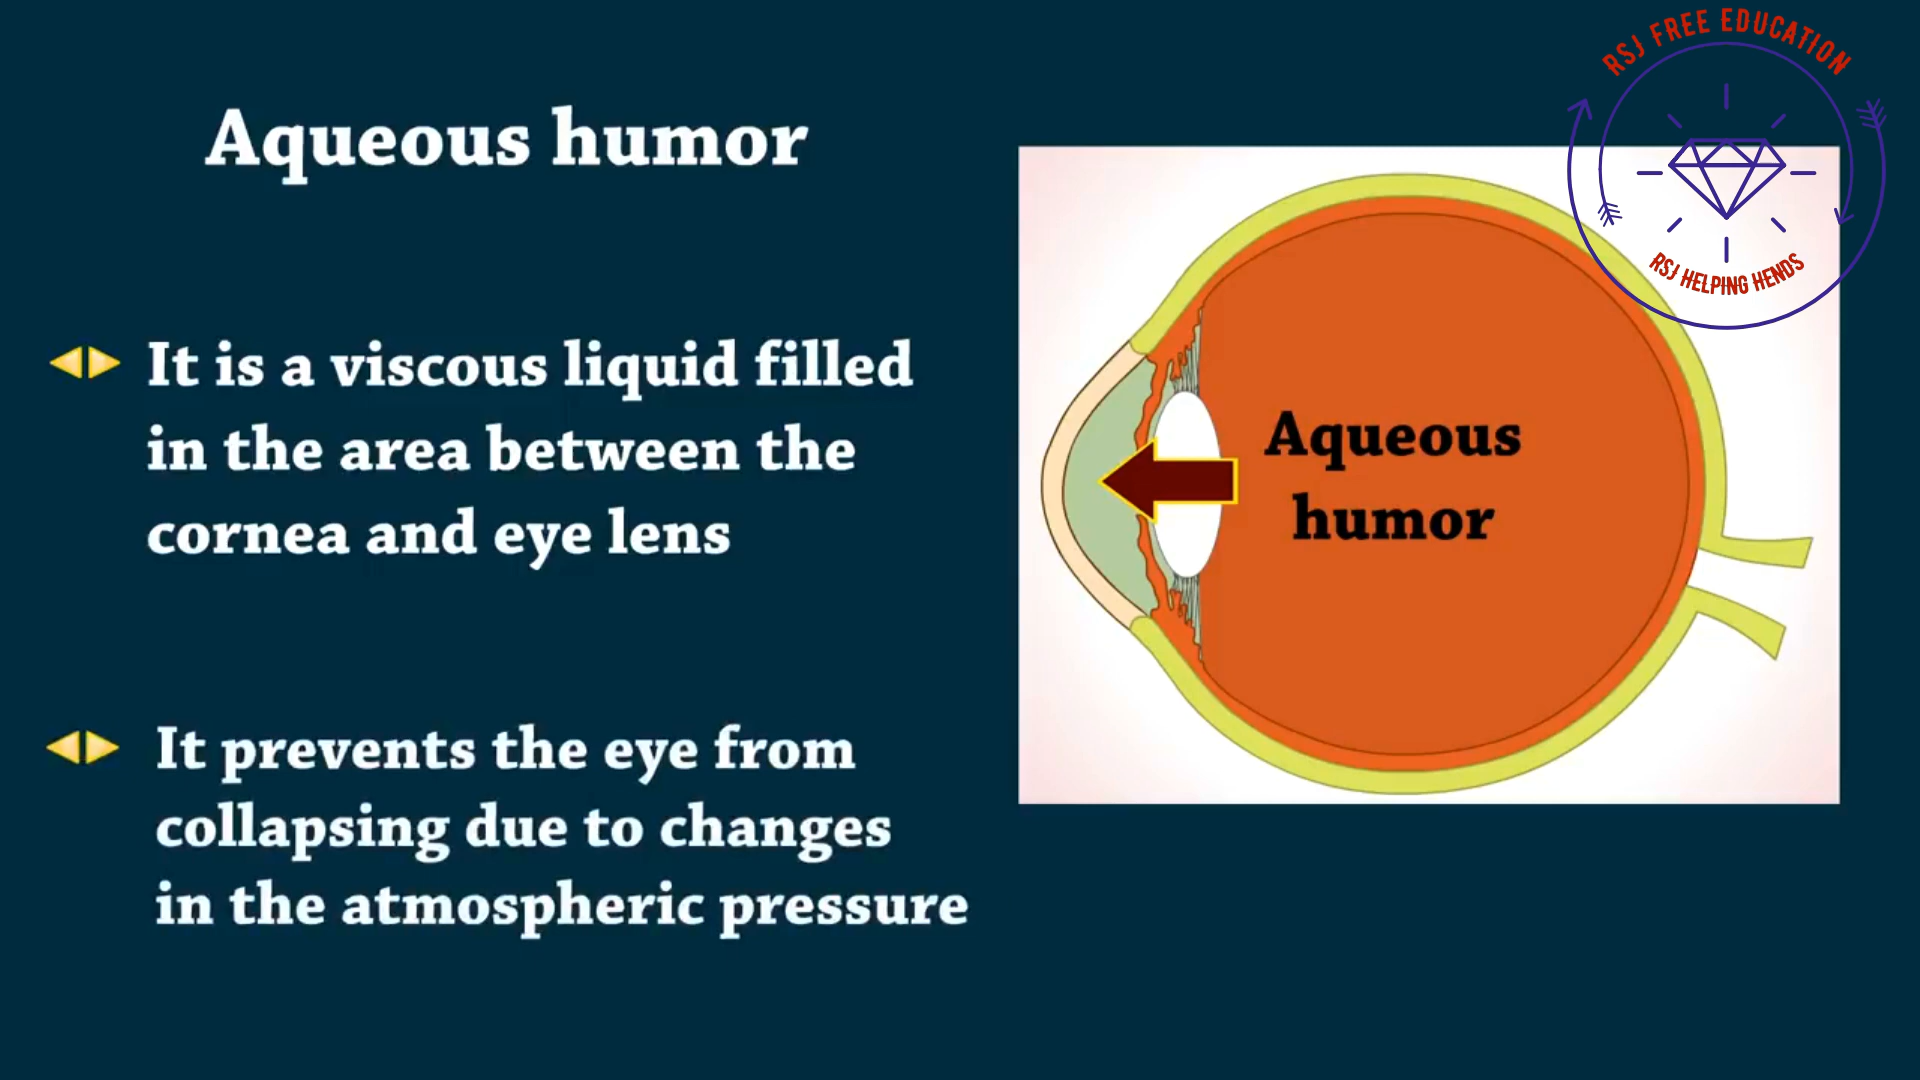 RSJ FREE EDUCATION
RSJ HELPING HENDS
Aqueous humor
It is a viscous liquid filled
in the area between the
cornea and eye lens
It prevents the eye from
collapsing due to changes
in the atmospheric pressure
Aqueous
humor